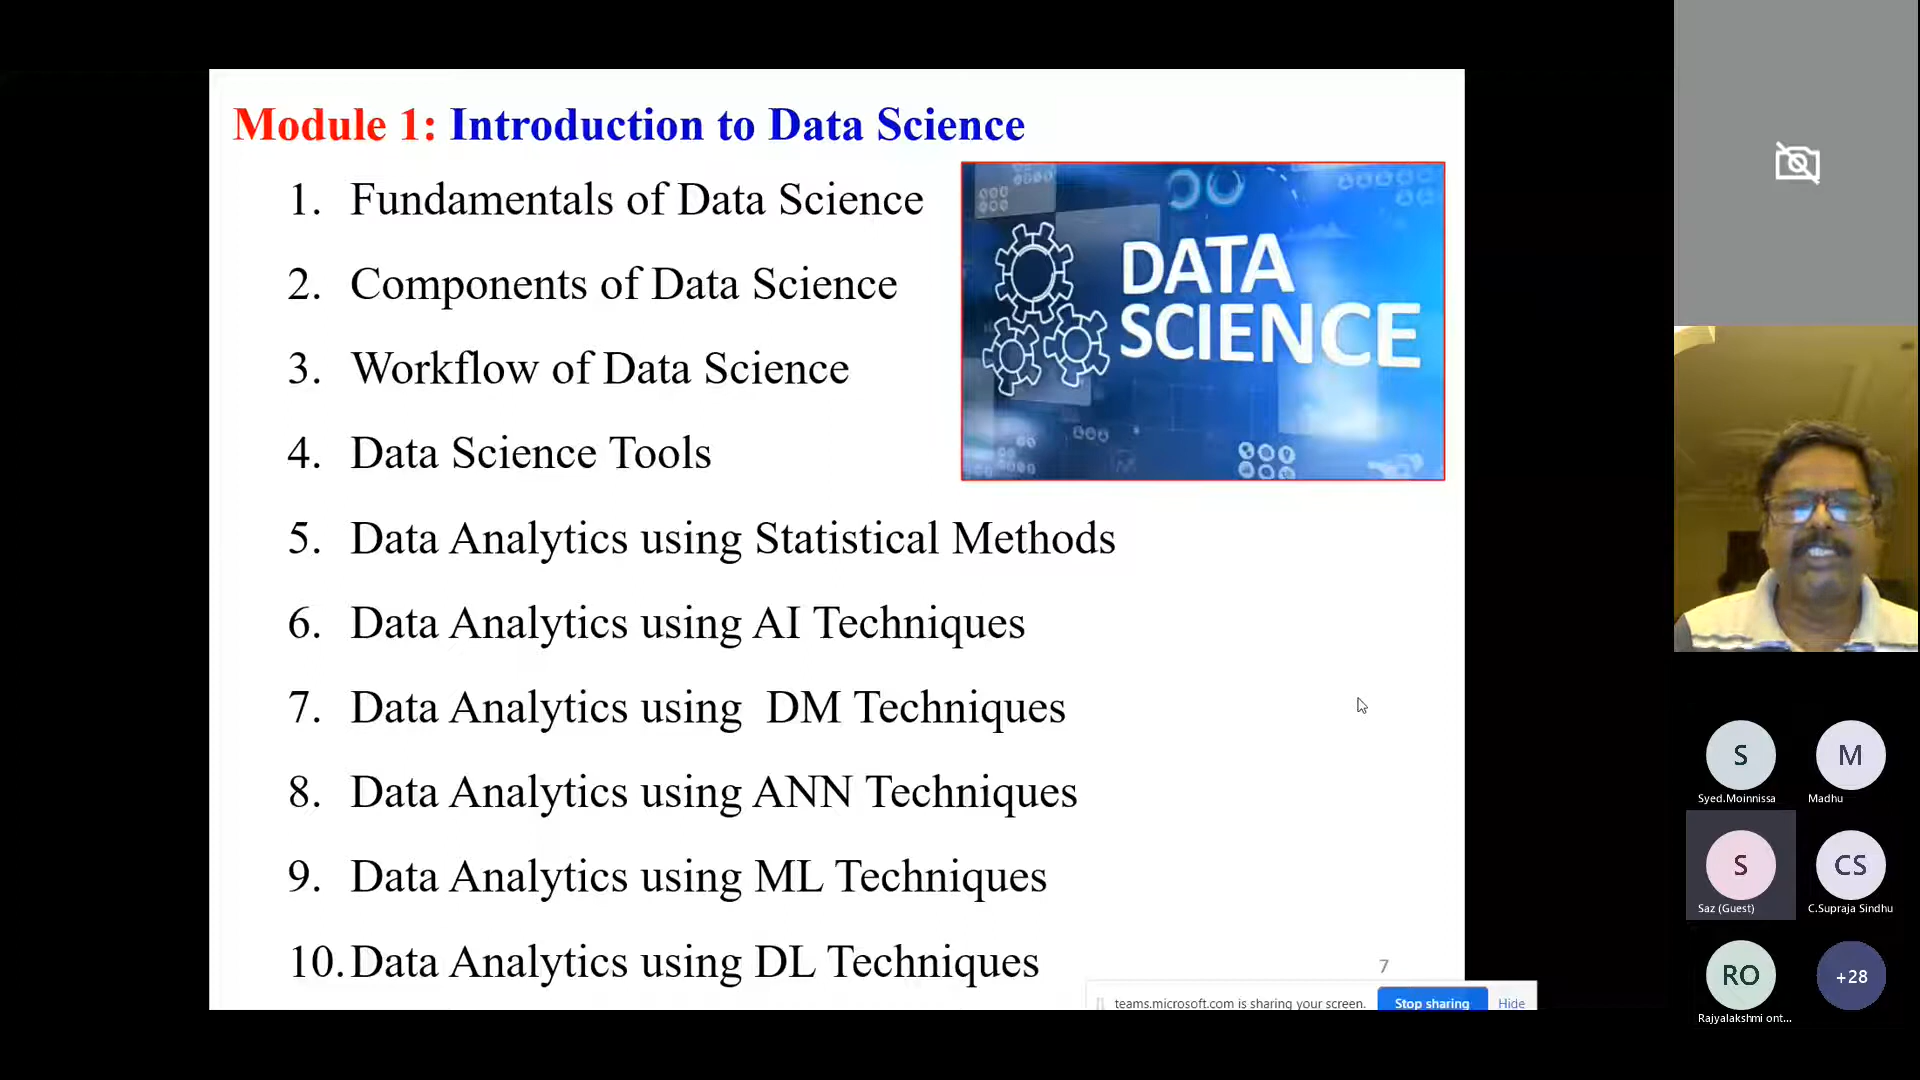 Module 1: Introduction to Data Science
1. Fundamentals of Data Science
2. Components of Data Science
3. Workflow of Data Science
4. Data Science Tools
5. Data Analytics using Statistical Methods
6. Data Analytics using AI Techniques
7. Data Analytics using DM Techniques
8. Data Analytics using ANN Techniques
9. Data Analytics using ML Techniques
10. Data Analytics using DL Techniques
DATA
SCIENCE
7
teams.microsoft.com is sharing your screen.
Stop sharing
Hide
S
Syed.Moinnissa
M
Madhu
S
Saz (Guest)
CS
C.Supraja Sindhu
RO
Rajyalakshmi ont...
+28